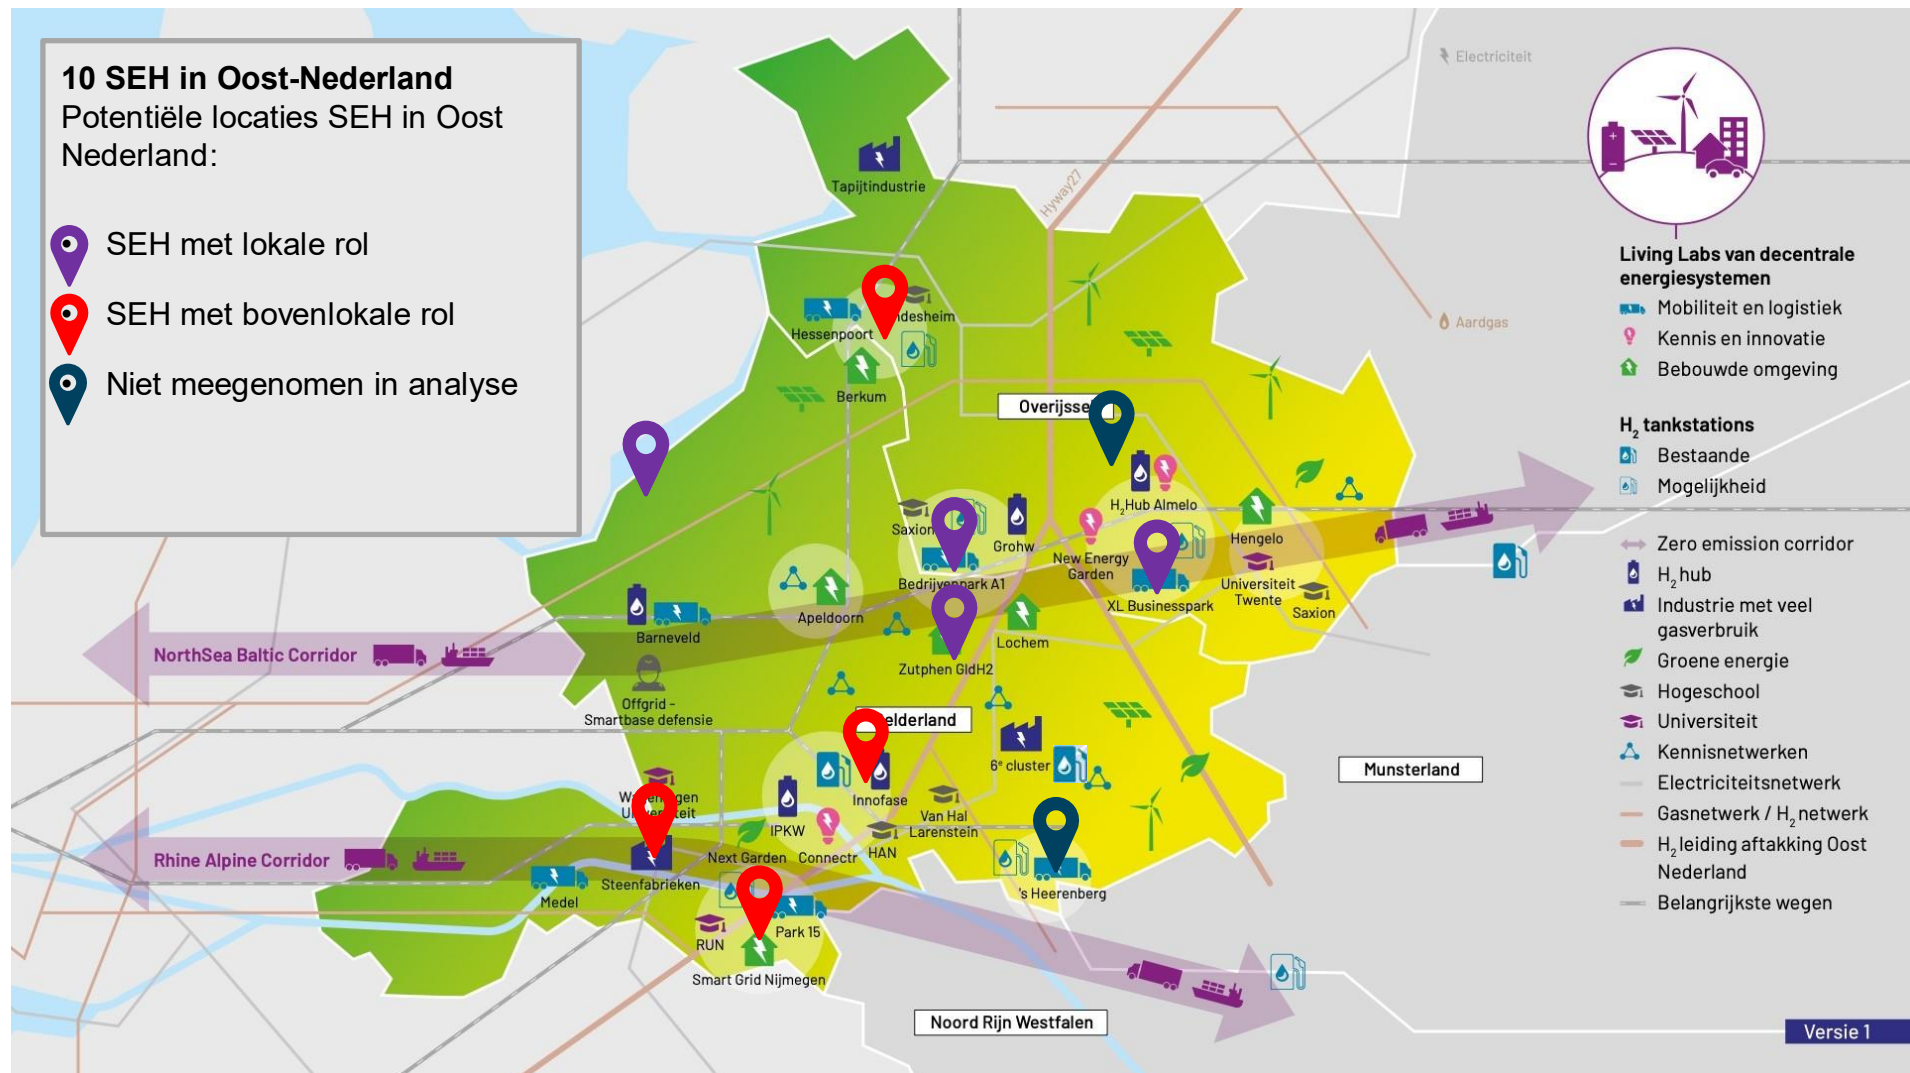 10 SEH in Oost-Nederland
Potentiële locaties SEH in Oost
Nederland:
SEH met lokale rol
SEH met bovenlokale rol
Niet meegenomen in analyse
Electriciteit
Tapijtindustrie
Hyway27
Living Labs van decentrale
energiesystemen
Mobiliteit en logistiek
Kennis en innovatie
Bebouwde omgeving
Aardgas
Hessenpoort
desheim
Berkum
Overijsse
H2 tankstations
Bestaande
Mogelijkheid
H2Hub Almelo
Saxion
Grohw
New Energy
Garden
Hengelo
Bedrijvenpark A1
XL Businesspark
Universiteit
Twente
Saxion
Apeldoorn
Barneveld
Lochem
Zutphen GldH2
NorthSea Baltic Corridor
Offgrid -
Smartbase defensie
elderland
6e cluster
Munsterland
Zero emission corridor
H2 hub
Industrie met veel
gasverbruik
Groene energie
Hogeschool
Universiteit
Kennisnetwerken
Electriciteitsnetwerk
Gasnetwerk / H2 netwerk
H2 leiding aftakking Oost
Nederland
Belangrijkste wegen
Innofase
Van Hal
Larenstein
IPKW
Next Garden
Connectr
HAN
Rhine Alpine Corridor
Steenfabrieken
Medel
's Heerenberg
Park 15
RUN
Smart Grid Nijmegen
Noord Rijn Westfalen
Versie 1